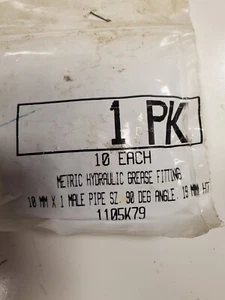 1 PK
10 EACH
METRIC HYDRAULIC GREASE FITTING
10 MM X 1 MALE PIPE SZ, 90 DEG ANGLE, 19 MM HT
1105K79